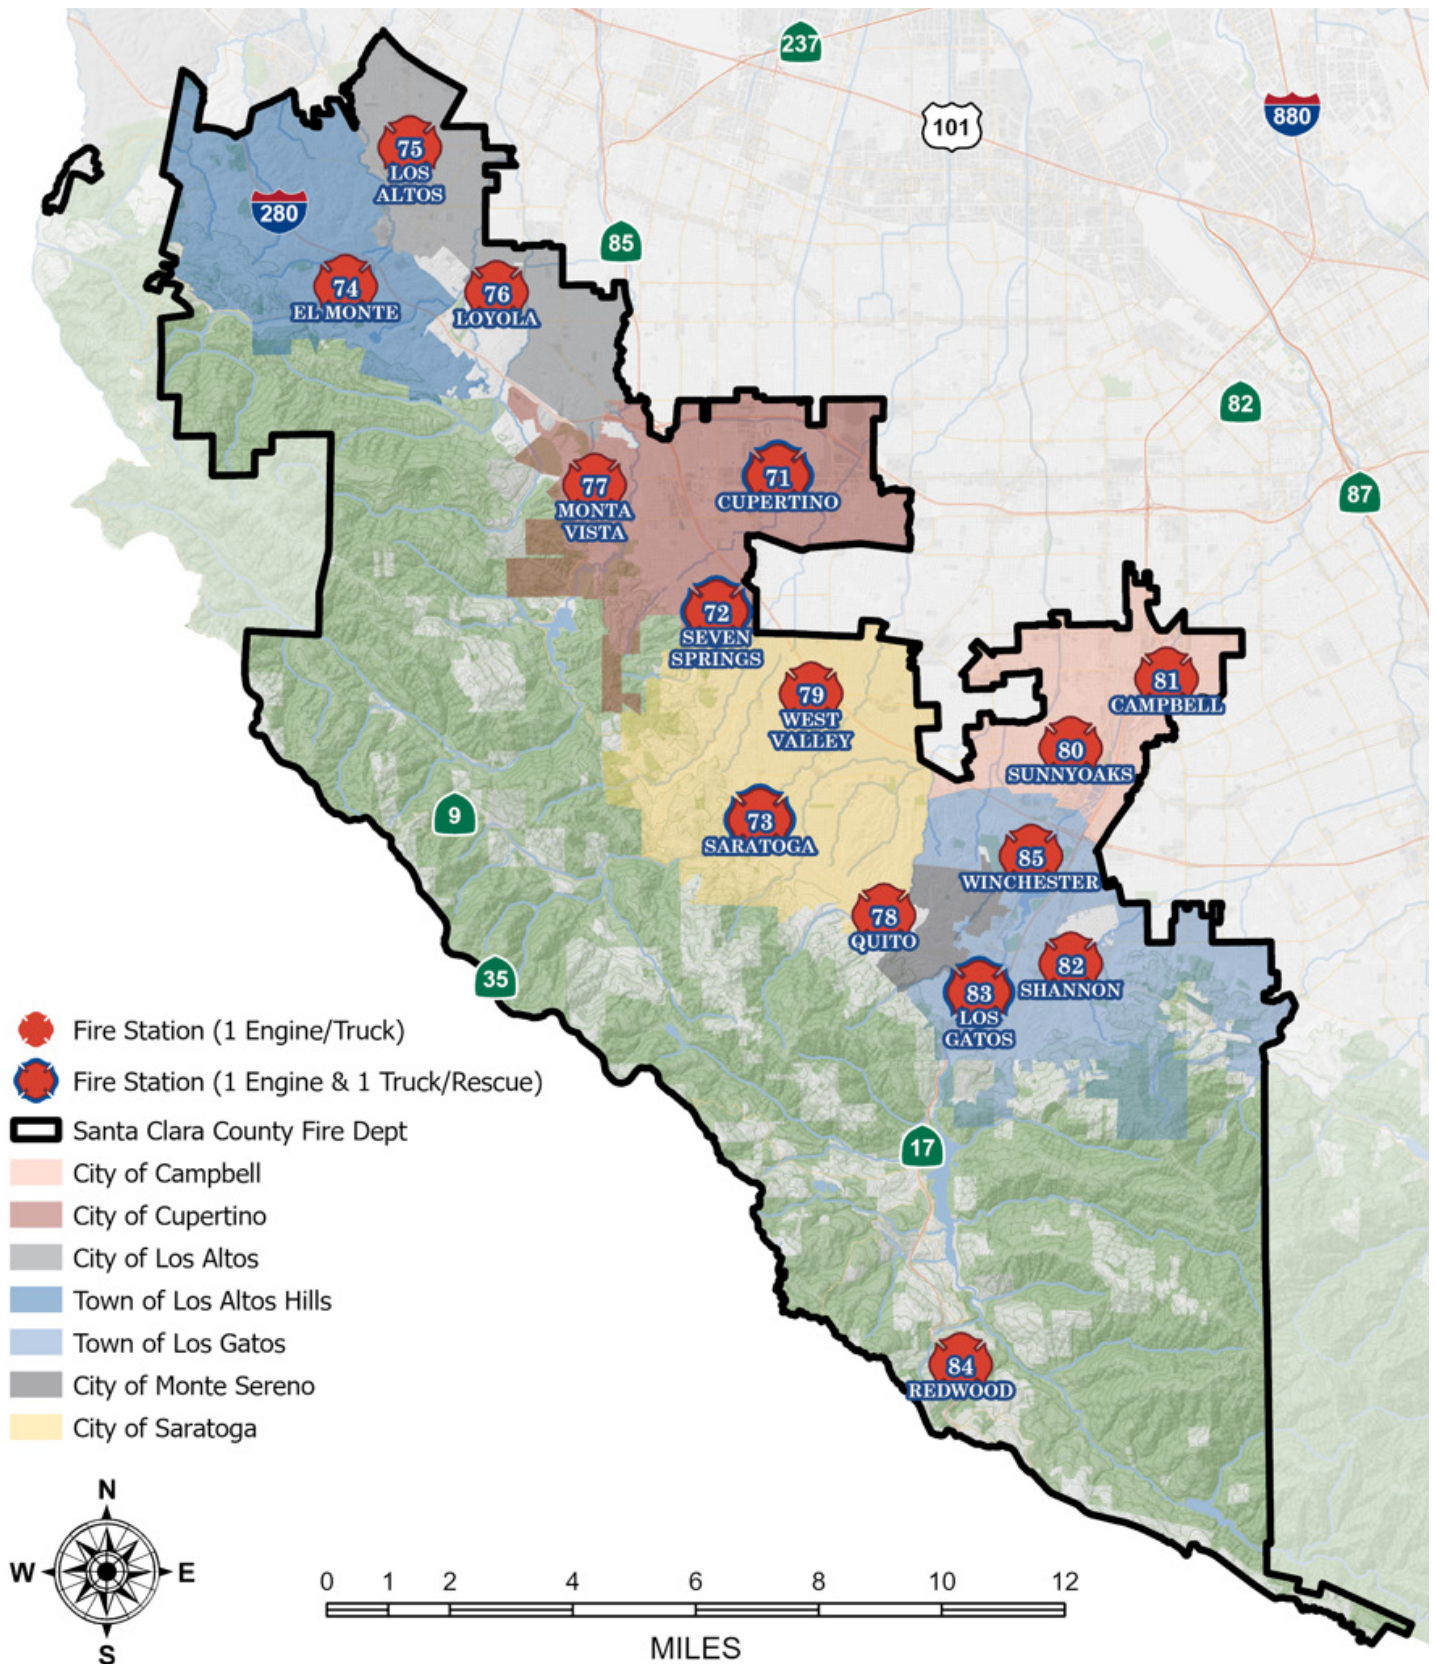 237
101
880
75
LOS
ALTOS
280
85
74
EL MONTE
76
LOYOLA
82
87
77
MONTA
VISTA
71
CUPERTINO
72
SEVEN
SPRINGS
79
WEST
VALLEY
81
CAMPBELL
80
SUNNYOAKS
9
73
SARATOGA
85
WINCHESTER
78
QUITO
82
SHANNON
83
LOS
GATOS
35
17
84
REDWOOD
Fire Station (1 Engine/Truck)
Fire Station (1 Engine & 1 Truck/Rescue)
Santa Clara County Fire Dept
City of Campbell
City of Cupertino
City of Los Altos
Town of Los Altos Hills
Town of Los Gatos
City of Monte Sereno
City of Saratoga
N
W E
S
0 1 2 4 6 8 10 12
MILES